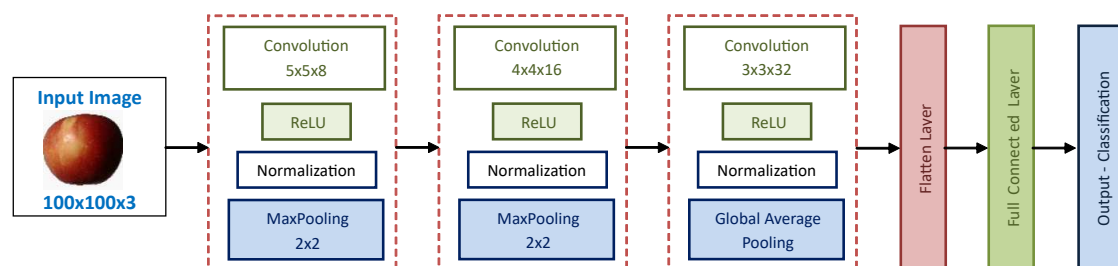 Input Image
100x100x3
Convolution
5x5x8
ReLU
Normalization
MaxPooling
2x2
Convolution
4x4x16
ReLU
Normalization
MaxPooling
2x2
Convolution
3x3x32
ReLU
Normalization
Global Average
Pooling
Flatten Layer
Full Connect ed Layer
Output - Classification